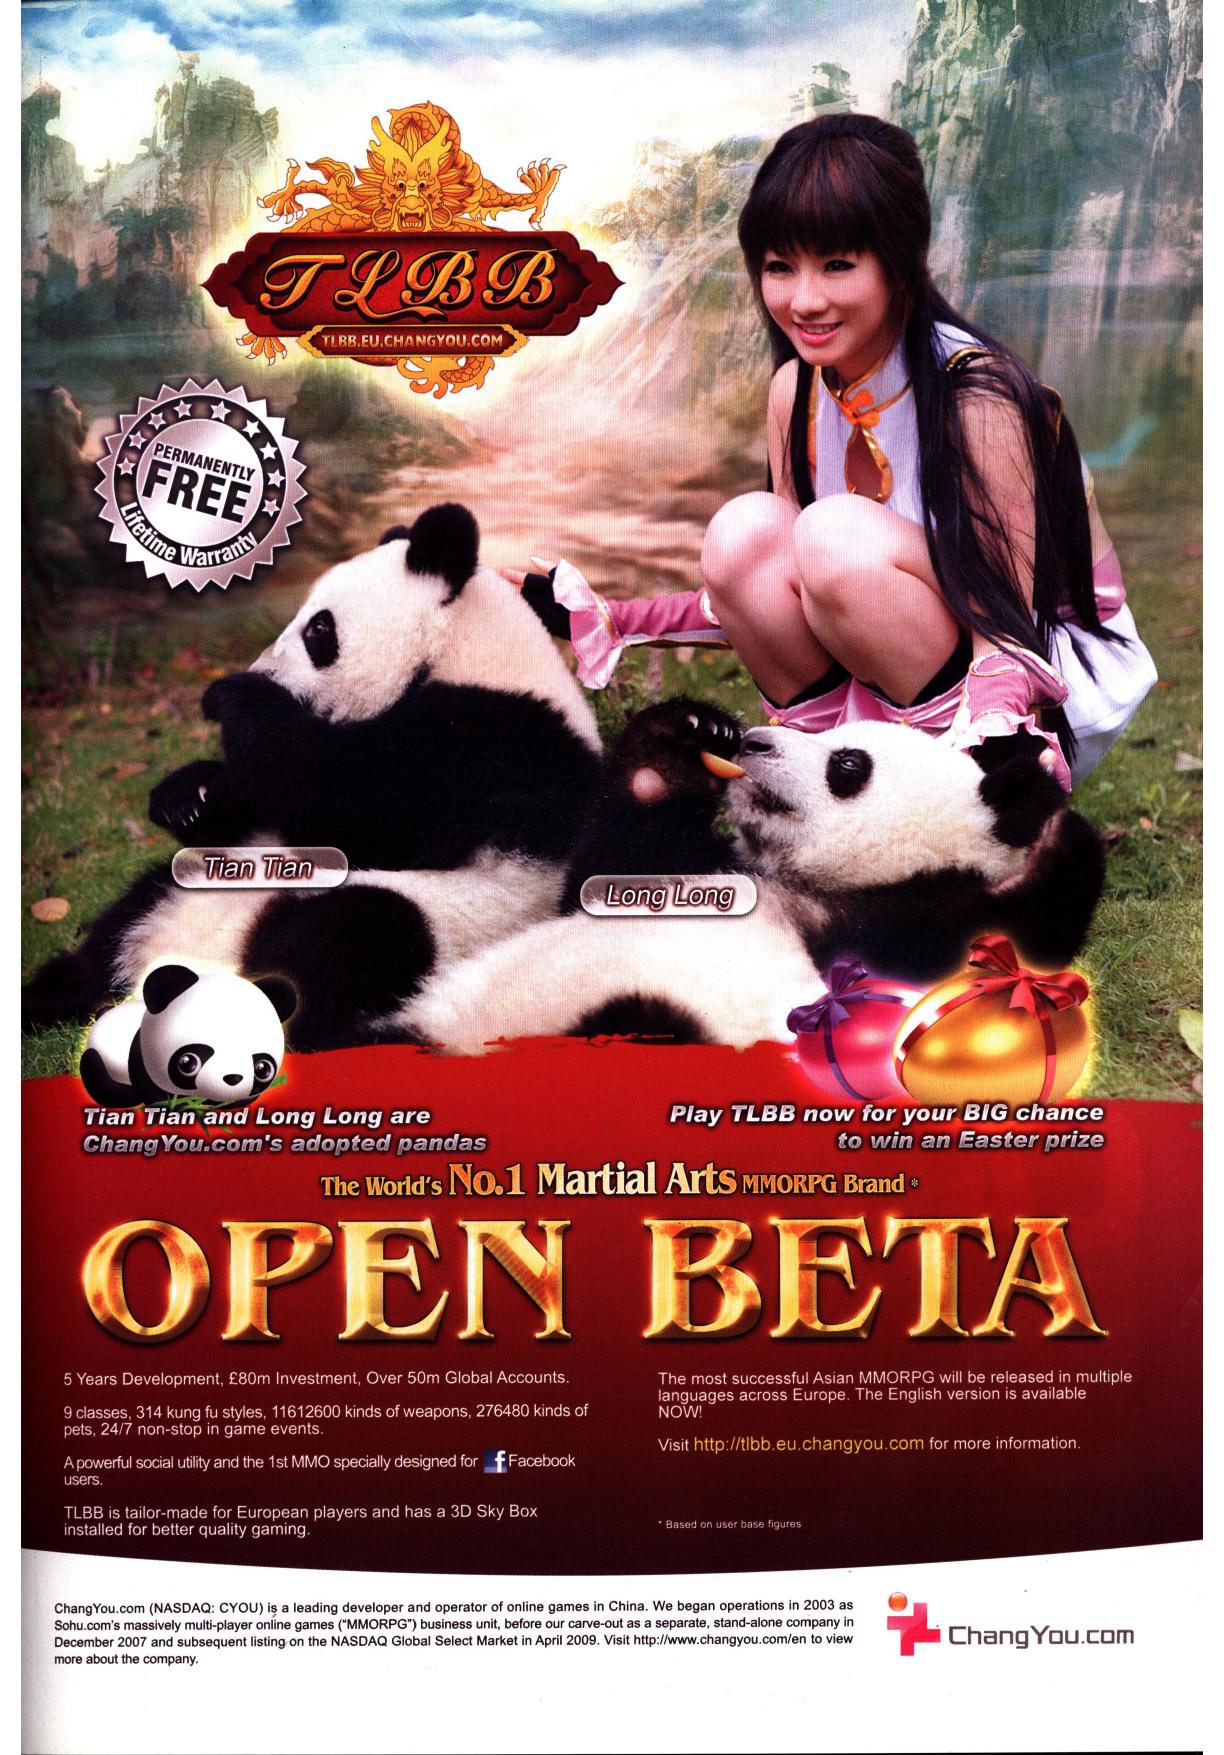 TLBB
TLBB.EU.CHANGYOU.COM
PERMANENTLY
FREE
Lifetime Warranty
Tian Tian
Long Long
Tian Tian and Long Long are
ChangYou.com's adopted pandas
Play TLBB now for your BIG chance
to win an Easter prize
The World's No.1 Martial Arts MMORPG Brand *
OPEN BETA
5 Years Development, £80m Investment, Over 50m Global Accounts.
9 classes, 314 kung fu styles, 11612600 kinds of weapons, 276480 kinds of
pets, 24/7 non-stop in game events.
A powerful social utility and the 1st MMO specially designed for f Facebook
users.
TLBB is tailor-made for European players and has a 3D Sky Box
installed for better quality gaming.
The most successful Asian MMORPG will be released in multiple
languages across Europe. The English version is available
NOW!
Visit http://tlbb.eu.changyou.com for more information.
* Based on user base figures
ChangYou.com (NASDAQ: CYOU) is a leading developer and operator of online games in China. We began operations in 2003 as
Sohu.com's massively multi-player online games ("MMORPG") business unit, before our carve-out as a separate, stand-alone company in
December 2007 and subsequent listing on the NASDAQ Global Select Market in April 2009. Visit http://www.changyou.com/en to view
more about the company.
ChangYou.com